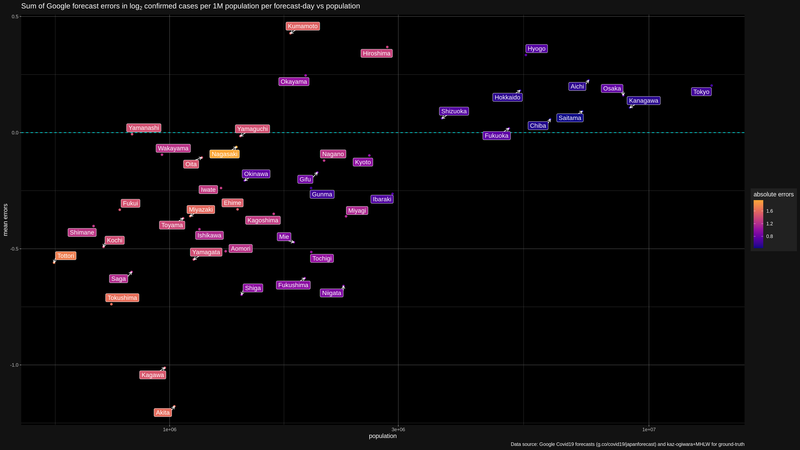 Sum of Google forecast errors in log2 confirmed cases per 1M population per forecast-day vs population
0.5
Kumamoto
Hyogo
Hiroshima
Okayama
Aichi
Osaka
Tokyo
Hokkaido
Kanagawa
Shizuoka
Saitama
Chiba
Yamanashi
Yamaguchi
0.0
Fukuoka
Wakayama
Nagasaki
Nagano
Oita
Kyoto
Okinawa
Gifu
absolute errors
Iwate
Gunma
Ibaraki
1.6
Fukui
Ehime
1.2
Miyazaki
Miyagi
0.8
Toyama
Kagoshima
mean errors
Shimane
Ishikawa
Mie
Kochi
-0.5
Tottori
Yamagata
Aomori
Tochigi
Saga
Shiga
Fukushima
Niigata
Tokushima
-1.0
Kagawa
Akita
1e+06
3e+06
1e+07
population
Data source: Google Covid19 forecasts (g.co/covid19/japanforecast) and kaz-ogiwara+MHLW for ground-truth